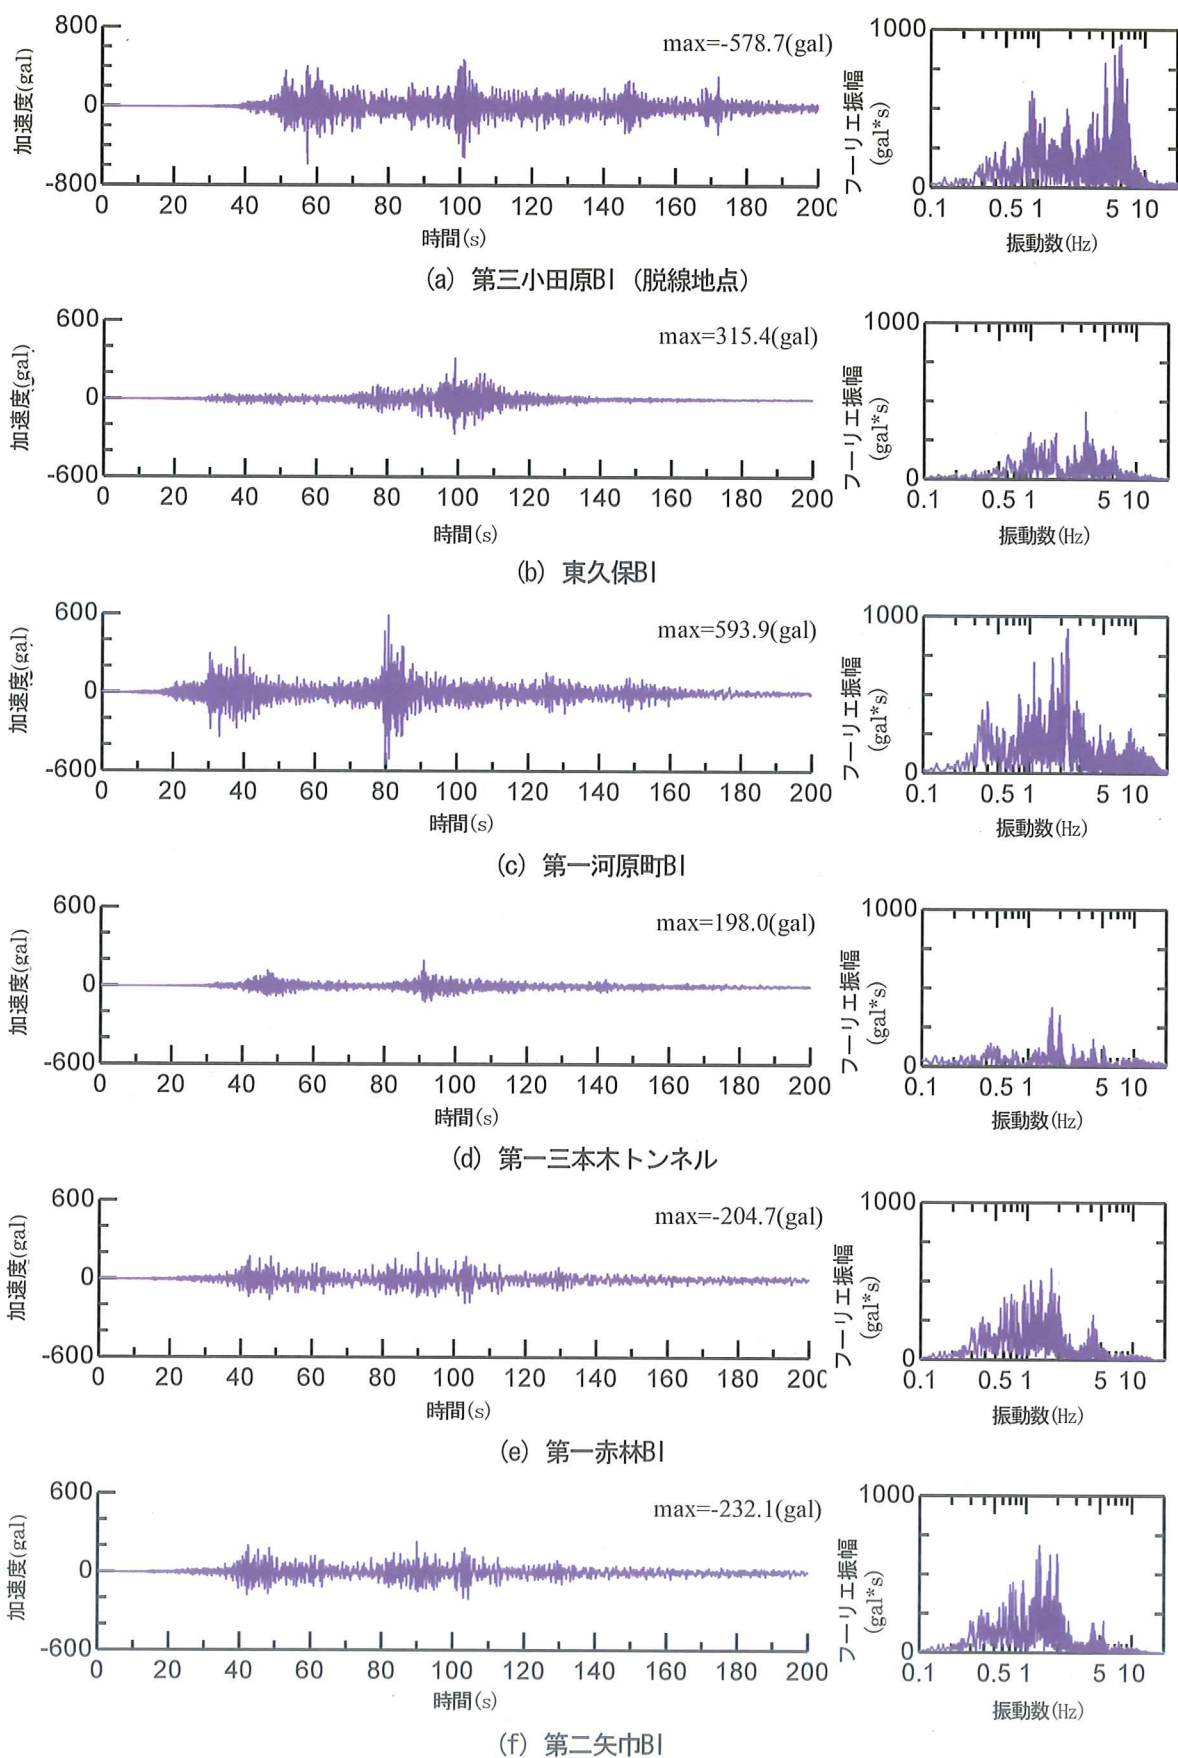 加速度(gal)
800
0
-800
max=-578.7(gal)
0 20 40 60 80 100 120 140 160 180 200
時間(s)
フーリエ振幅
(gal*s)
1000
0
0.1 0.5 1 5 10
振動数(Hz)
(a) 第三小田原BI (脱線地点)
加速度(gal)
600
0
-600
max=315.4(gal)
0 20 40 60 80 100 120 140 160 180 200
時間(s)
フーリエ振幅
(gal*s)
1000
0
0.1 0.5 1 5 10
振動数(Hz)
(b) 東久保BI
加速度(gal)
600
0
-600
max=593.9(gal)
0 20 40 60 80 100 120 140 160 180 200
時間(s)
フーリエ振幅
(gal*s)
1000
0
0.1 0.5 1 5 10
振動数(Hz)
(c) 第一河原町BI
加速度(gal)
600
0
-600
max=198.0(gal)
0 20 40 60 80 100 120 140 160 180 200
時間(s)
フーリエ振幅
(gal*s)
1000
0
0.1 0.5 1 5 10
振動数(Hz)
(d) 第一三本木トンネル
加速度(gal)
600
0
-600
max=-204.7(gal)
0 20 40 60 80 100 120 140 160 180 200
時間(s)
フーリエ振幅
(gal*s)
1000
0
0.1 0.5 1 5 10
振動数(Hz)
(e) 第一赤林BI
加速度(gal)
600
0
-600
max=-232.1(gal)
0 20 40 60 80 100 120 140 160 180 200
時間(s)
フーリエ振幅
(gal*s)
1000
0
0.1 0.5 1 5 10
振動数(Hz)
(f) 第二矢巾BI